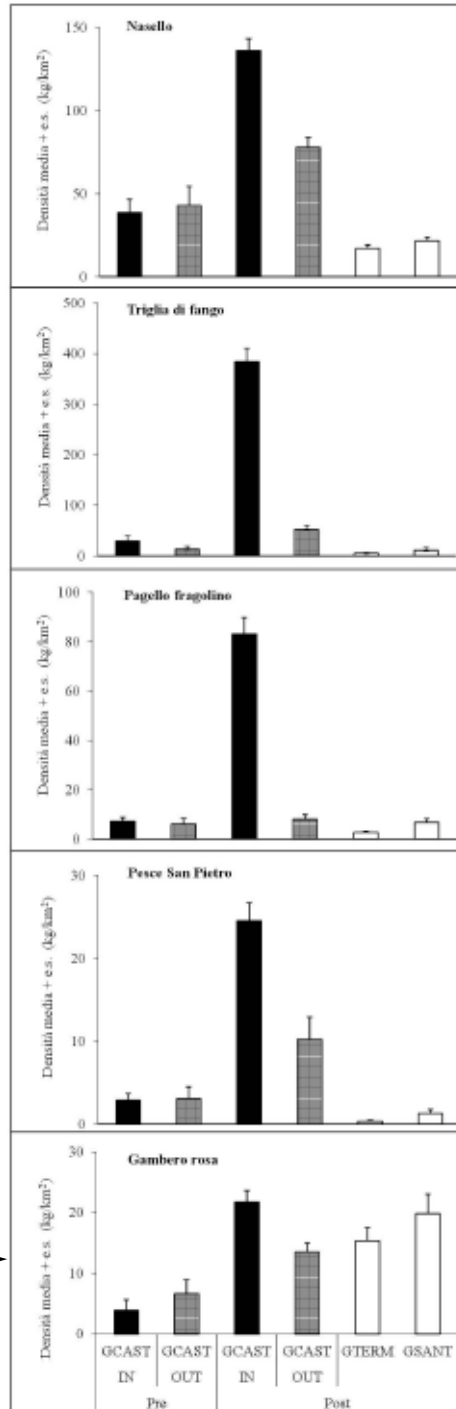 Nasello
Densità media + e.s. (kg/km²)
150
100
50
0
Triglia di fango
Densità media + e.s. (kg/km²)
500
400
300
200
100
0
Pagello fragolino
Densità media + e.s. (kg/km²)
100
80
60
40
20
0
Pesce San Pietro
Densità media + e.s. (kg/km²)
30
20
10
0
Gambero rosa
Densità media + e.s. (kg/km²)
30
20
10
0
GCAST GCAST GCAST GCAST GTERM GSANT
IN OUT IN OUT
Pre Post